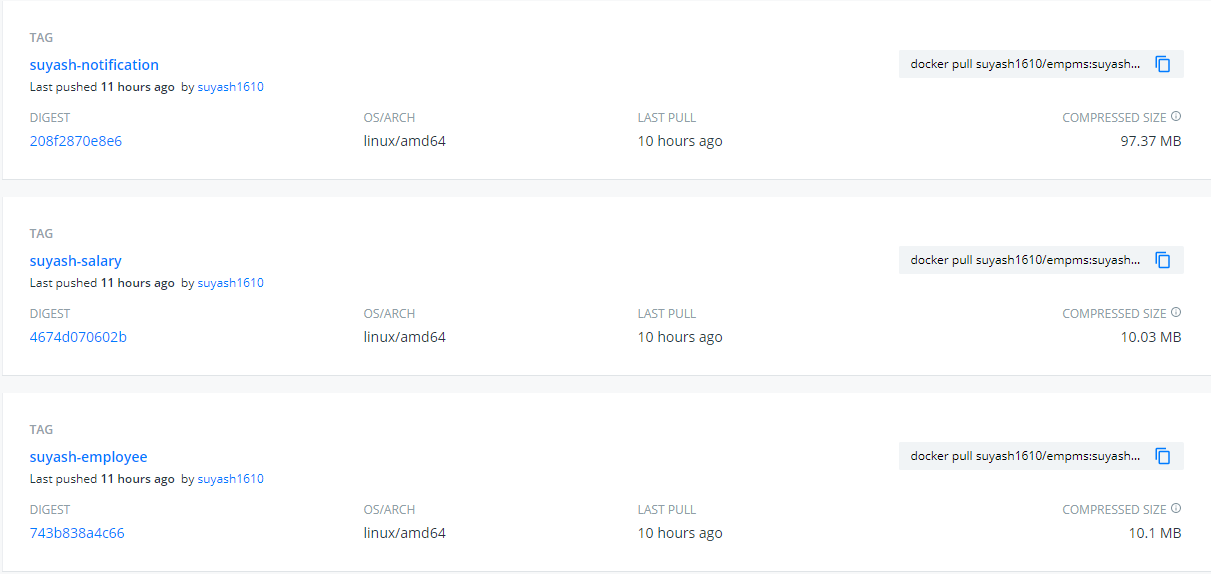 TAG
suyash-notification
docker pull suyash1610/empms:suyash...
Last pushed 11 hours ago by suyash1610
DIGEST OS/ARCH LAST PULL COMPRESSED SIZE
208f2870e8e6 linux/amd64 10 hours ago 97.37 MB
TAG
suyash-salary
docker pull suyash1610/empms:suyash...
Last pushed 11 hours ago by suyash1610
DIGEST OS/ARCH LAST PULL COMPRESSED SIZE
4674d070602b linux/amd64 10 hours ago 10.03 MB
TAG
suyash-employee
docker pull suyash1610/empms:suyash...
Last pushed 11 hours ago by suyash1610
DIGEST OS/ARCH LAST PULL COMPRESSED SIZE
743b838a4c66 linux/amd64 10 hours ago 10.1 MB